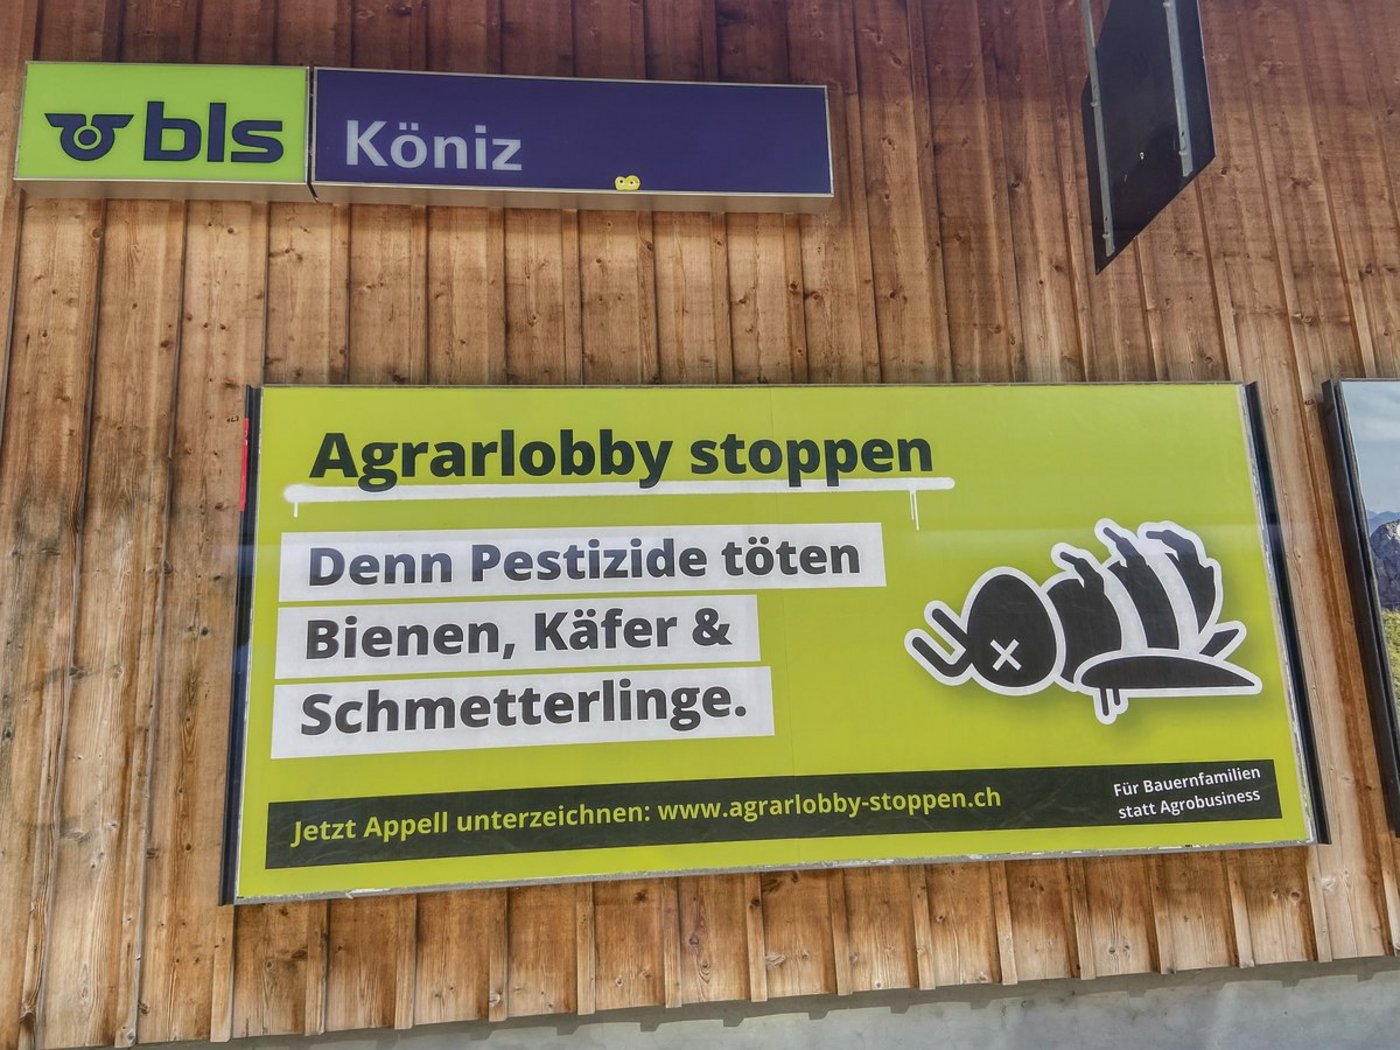 bls
Köniz
Agrarlobby stoppen
Denn Pestizide töten
Bienen, Käfer &
Schmetterlinge.
Jetzt Appell unterzeichnen: www.agrarlobby-stoppen.ch
Für Bauernfamilien
statt Agrobusiness